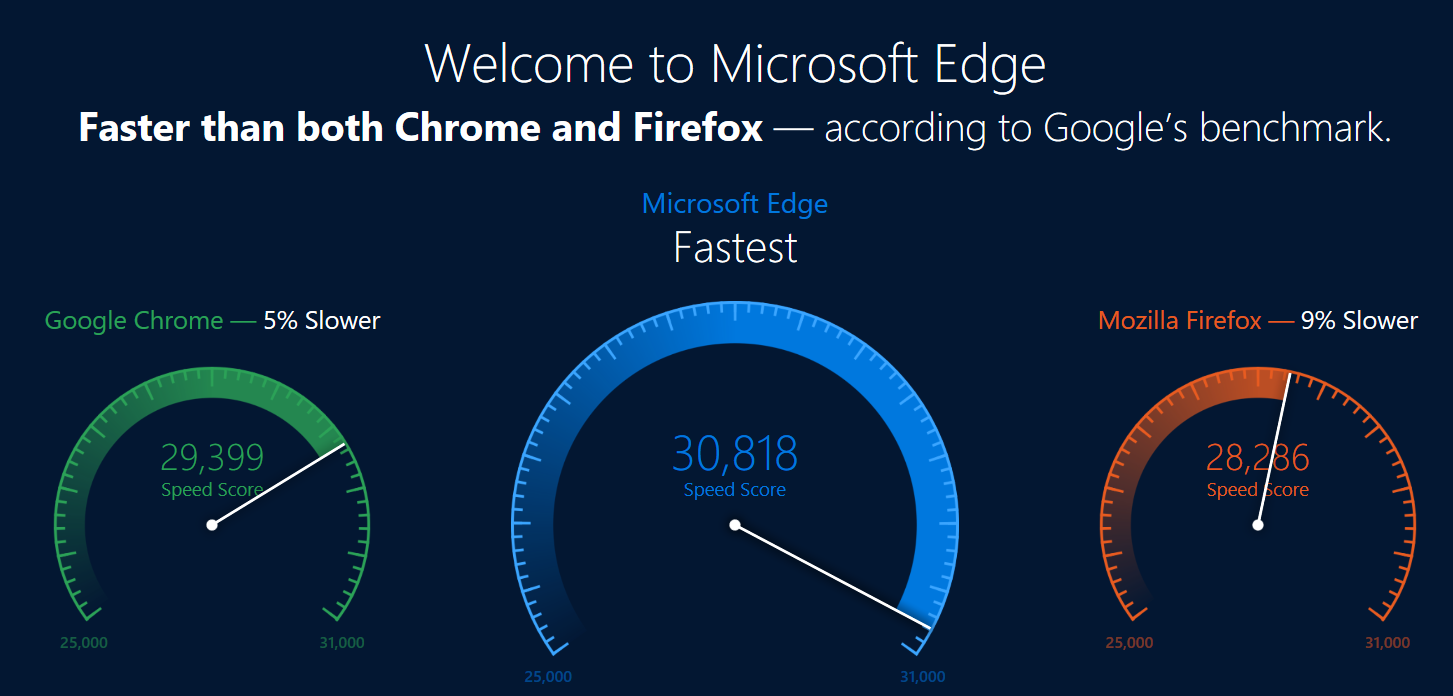 Welcome to Microsoft Edge
Faster than both Chrome and Firefox — according to Google's benchmark.
Microsoft Edge
Fastest
Google Chrome — 5% Slower
29,399
Speed Score
25,000
31,000
30,818
Speed Score
25,000
31,000
Mozilla Firefox — 9% Slower
28,286
Speed Score
25,000
31,000